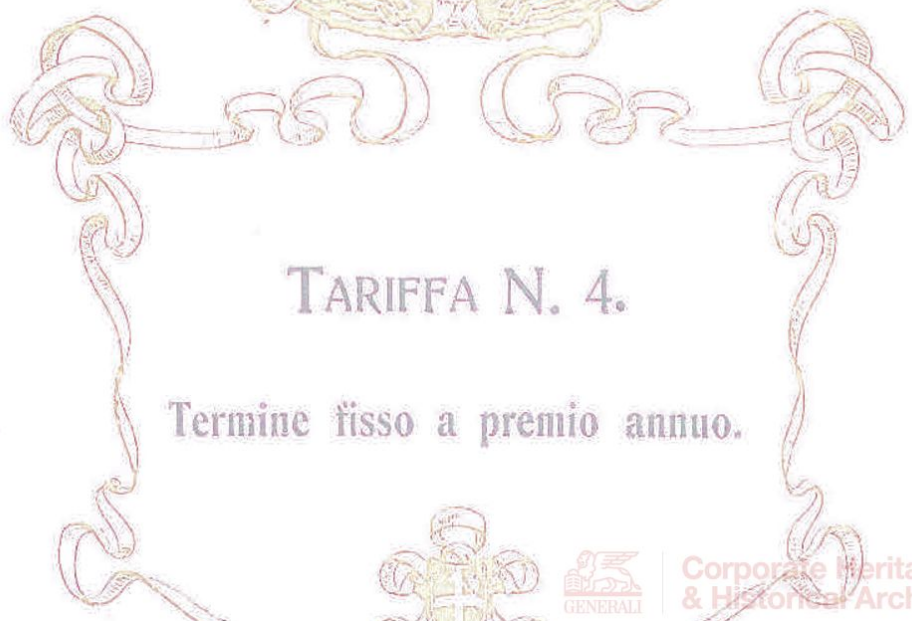 TARIFFA N. 4.
Termine fisso a premio annuo.
GENERALI
Corporate Herita
& Historical Arch